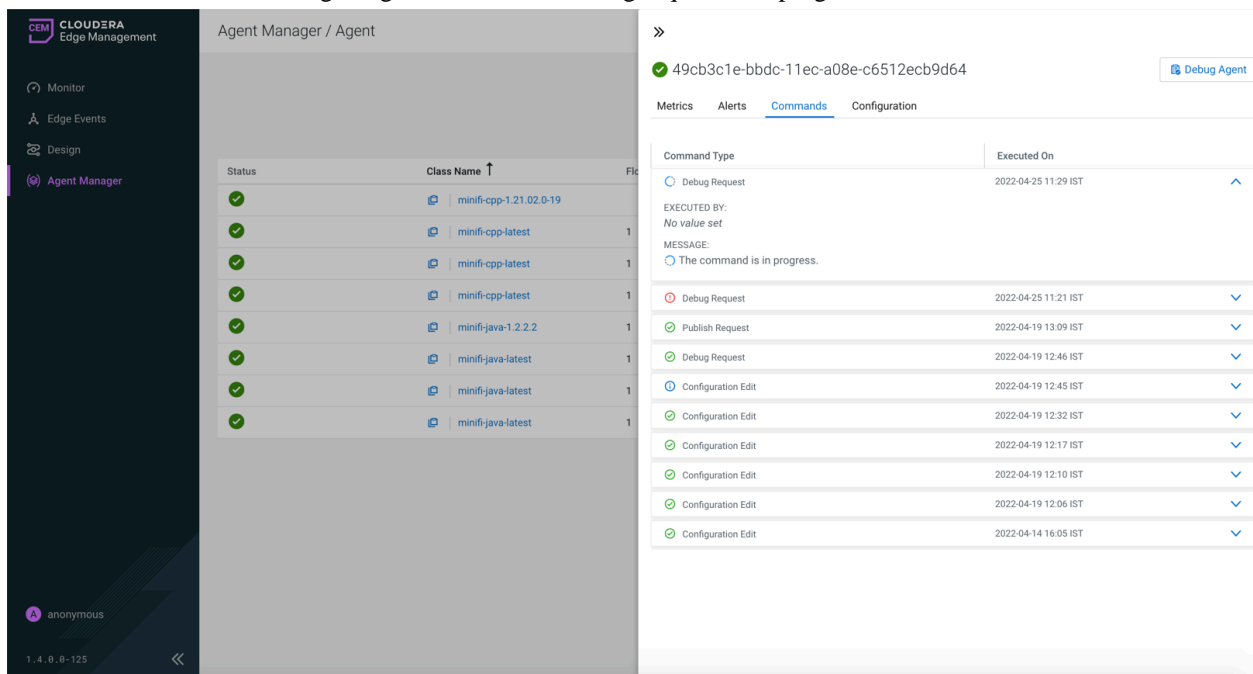 CEM CLOUDERA
Edge Management
Monitor
Edge Events
Design
Agent Manager
A anonymous
1.4.0.0-125
Agent Manager / Agent
Status Class Name Flo
minifi-cpp-1.21.02.0-19
minifi-cpp-latest 1
minifi-cpp-latest 1
minifi-cpp-latest 1
minifi-java-1.2.2.2 1
minifi-java-latest 1
minifi-java-latest 1
minifi-java-latest 1
49cb3c1e-bbdc-11ec-a08e-c6512ecb9d64
Debug Agent
Metrics Alerts Commands Configuration
Command Type Executed On
Debug Request 2022-04-25 11:29 IST
EXECUTED BY:
No value set
MESSAGE:
The command is in progress.
Debug Request 2022-04-25 11:21 IST
Publish Request 2022-04-19 13:09 IST
Debug Request 2022-04-19 12:46 IST
Configuration Edit 2022-04-19 12:45 IST
Configuration Edit 2022-04-19 12:32 IST
Configuration Edit 2022-04-19 12:17 IST
Configuration Edit 2022-04-19 12:10 IST
Configuration Edit 2022-04-19 12:06 IST
Configuration Edit 2022-04-14 16:05 IST